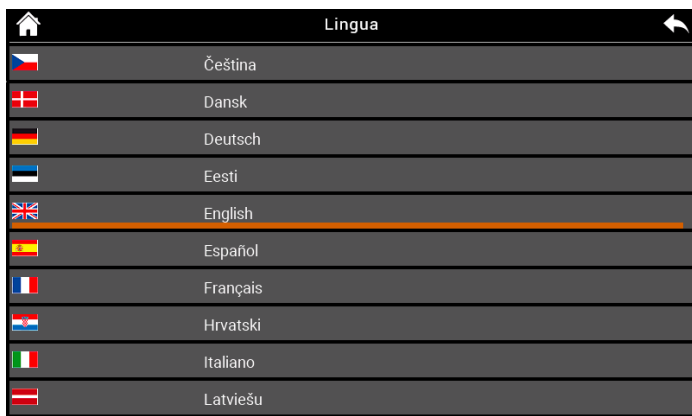 Lingua
Čeština
Dansk
Deutsch
Eesti
English
Español
Français
Hrvatski
Italiano
Latviešu